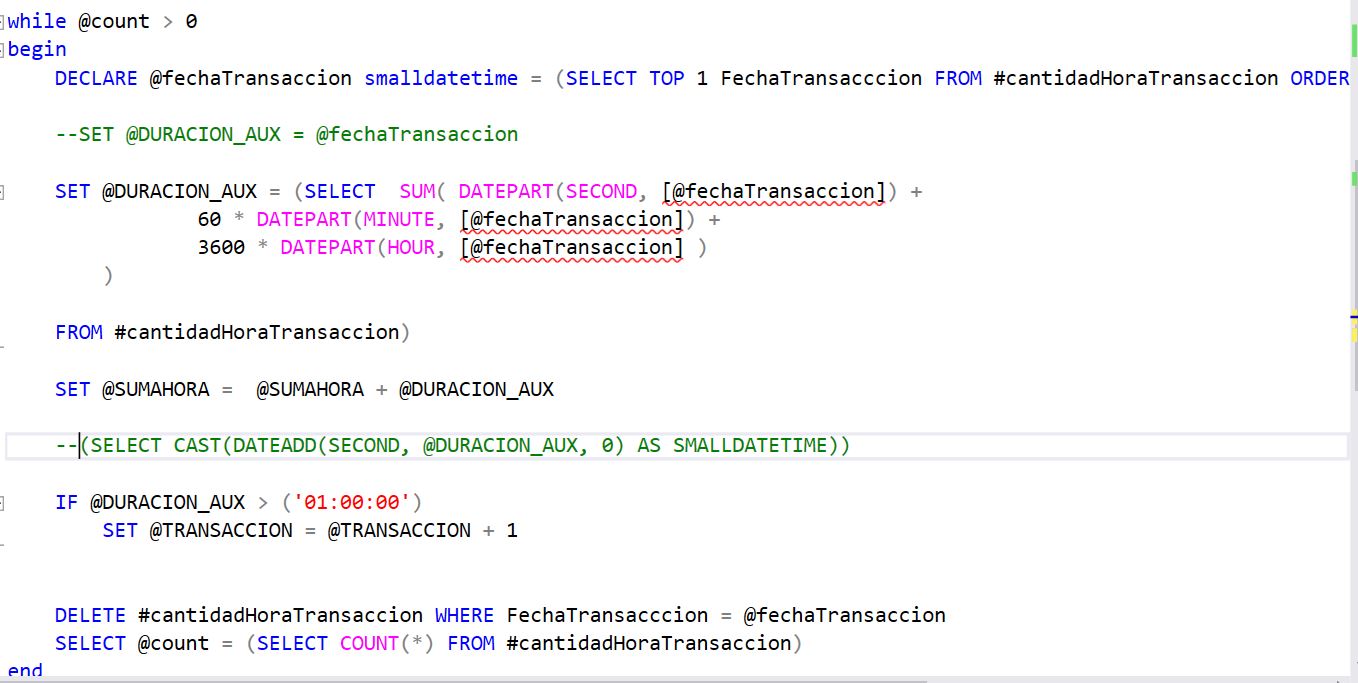 while @count > 0
begin
    DECLARE @fechaTransaccion smalldatetime = (SELECT TOP 1 FechaTransacccion FROM #cantidadHoraTransaccion ORDER
    --SET @DURACION_AUX = @fechaTransaccion
    SET @DURACION_AUX = (SELECT  SUM( DATEPART(SECOND, [@fechaTransaccion]) +
                60 * DATEPART(MINUTE, [@fechaTransaccion]) +
                3600 * DATEPART(HOUR, [@fechaTransaccion] )
        )
    FROM #cantidadHoraTransaccion)
    SET @SUMAHORA =  @SUMAHORA + @DURACION_AUX
    --(SELECT CAST(DATEADD(SECOND, @DURACION_AUX, 0) AS SMALLDATETIME))
    IF @DURACION_AUX > ('01:00:00')
        SET @TRANSACCION = @TRANSACCION + 1
    DELETE #cantidadHoraTransaccion WHERE FechaTransacccion = @fechaTransaccion
    SELECT @count = (SELECT COUNT(*) FROM #cantidadHoraTransaccion)
end